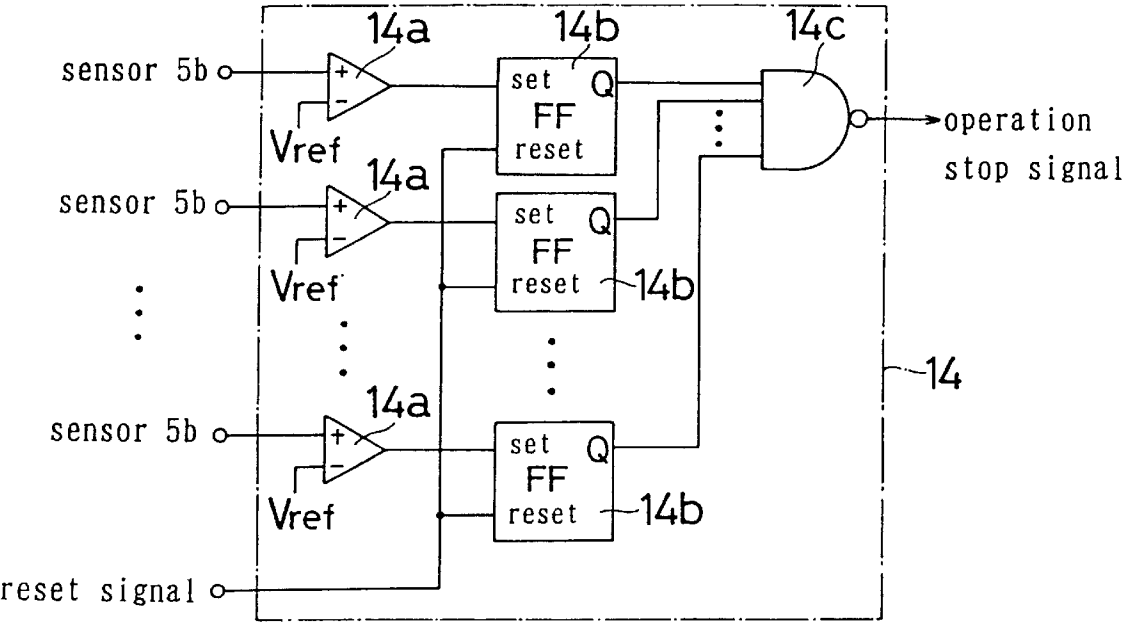 14a
14b
14c
sensor 5b
+
-
Vref
set
Q
FF
reset
operation
stop signal
14a
sensor 5b
+
-
Vref
set
Q
FF
reset
14b
14
14a
sensor 5b
+
-
Vref
set
Q
FF
reset
14b
reset signal